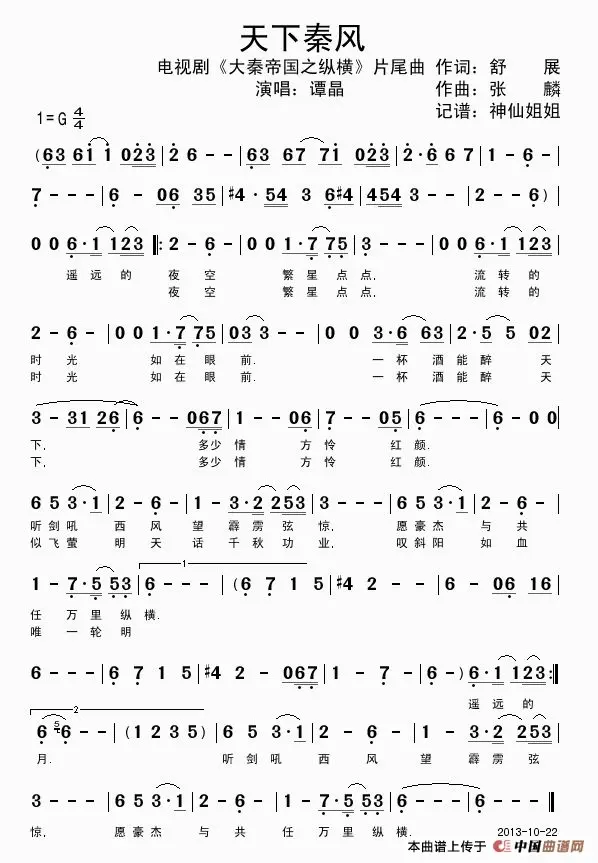 天下秦风
电视剧《大秦帝国之纵横》片尾曲 作词：舒 展
演唱：谭晶 作曲：张 麟
1=G 4/4 记谱：神仙姐姐
(63 61 1 023 | 2 6 - - | 63 67 71 023 | 2·6 6 7 | 1 - - - |
7 - - - | 6 - 06 35 | #4·54 3 6#4 | 454 3 - - | 2 - - 6) |
0 0 6·1 123 |: 2 - 6 - | 0 0 1·7 75 | 3 - - - | 0 0 6·1 123 |
遥远的 夜空 繁星点点, 流转的
夜空 繁星点点, 流转的
2 - 6 - | 0 0 1·7 75 | 03 3 - - | 0 0 3·6 63 | 2·5 5 02 |
时光 如在眼前. 一杯酒能醉天
时光 如在眼前. 一杯酒能醉天
3 - 31 26 | 6 - - 067 | 1 - - 06 | 7 - - 05 | 6 - - - | 6 - 0 0 |
下, 多少情 方怜 红颜.
下, 多少情 方怜 红颜.
6 5 3·1 | 2 - 6 - | 1 - 3·2 253 | 3 - - - | 6 5 3·1 | 2 - 6 - |
听剑吼 西风 望霹雳弦惊, 愿豪杰 与共
似飞萤 明天 话千秋功业, 叹斜阳 如血
1 - 7·5 53 | 6 - - - | (6 7 1 5 | #4 2 - - | 6 - 06 16 |
1
任万里纵横.
唯一轮明
6 - - - | 6 7 1 5 | #4 2 - 067 | 1 - 7 - | 6 - -) 6·1 123 :|
遥远的
2
6 5 6 - - | (1 2 3 5) | 6 5 3·1 | 2 - 6 - | 1 - 3·2 253 |
月. 听剑吼 西风 望霹雳弦
3 - - - | 6 5 3·1 | 2 - 6 - | 1 - 7·5 53 | 6 - - - | 6 - - - ‖
惊, 愿豪杰 与共 任万里纵横. 2013-10-22
本曲谱上传于 中国曲谱网